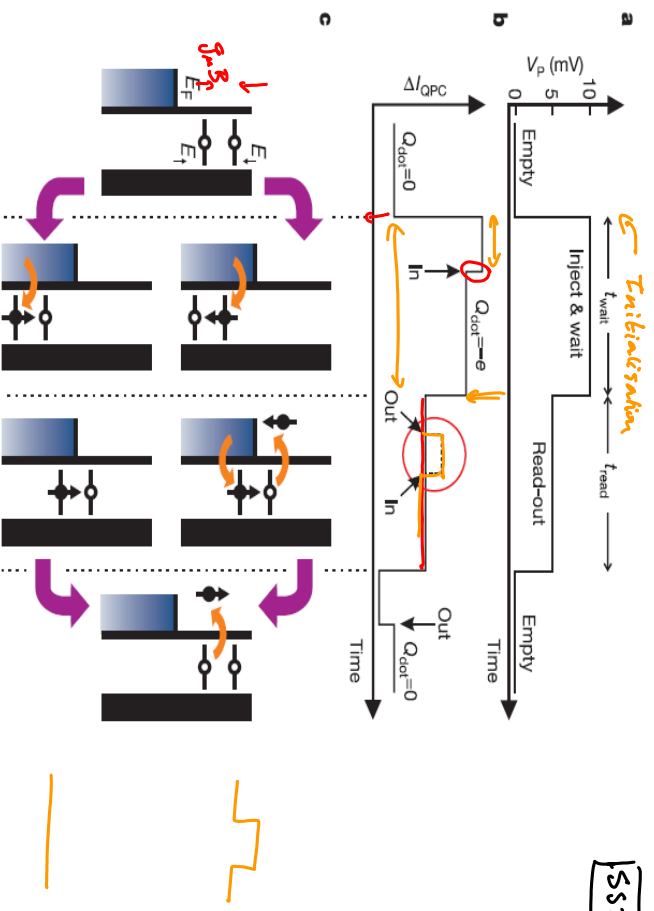 a
V_P (mV)
10
5
0
Empty
Inject & wait
Read-out
Empty
t_wait
t_read
Time
Initialisation
b
ΔI_QPC
Q_dot=0
In
Q_dot=–e
Out
In
Out
Q_dot=0
Time
c
E_F
E↓
E↑